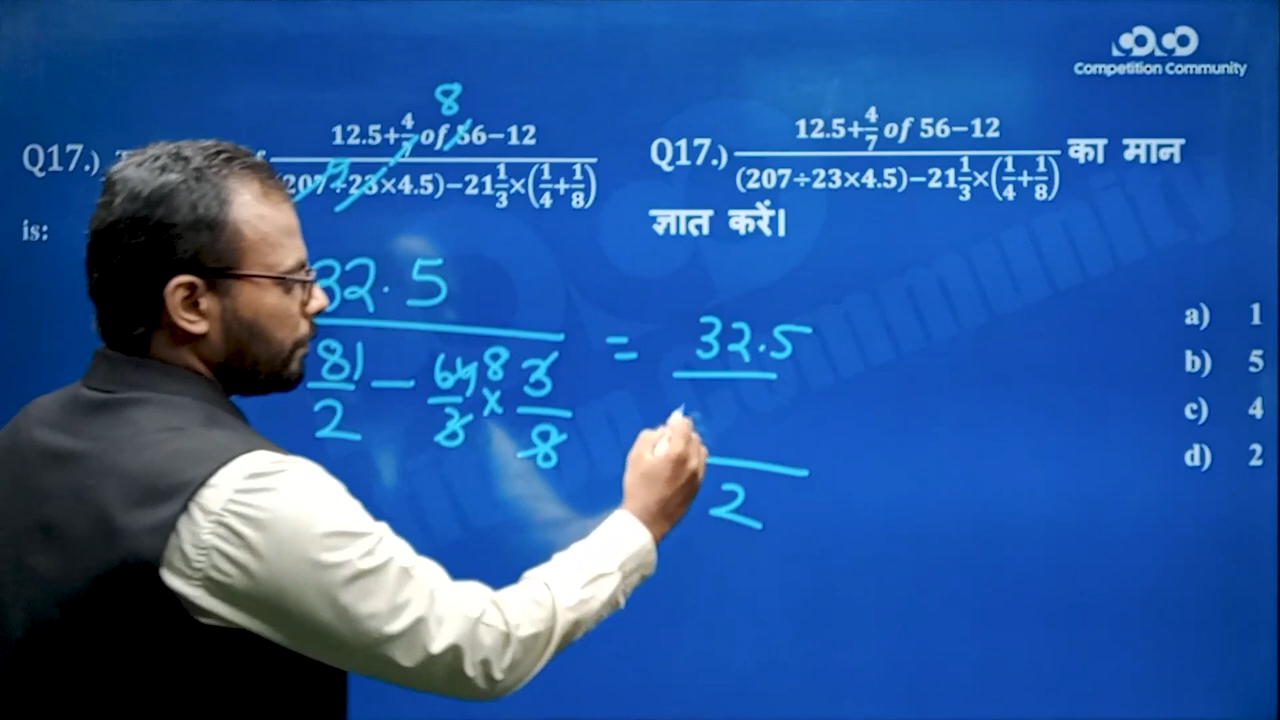 Competition Community
Q17.) 12.5+4/7 of 56−12 / 207÷23×4.5)−21 1/3×(1/4+1/8)
is:
8
32.5
81/2 − 64 8/3 × 3/8
= 32.5
2
Q17.) 12.5+4/7 of 56−12 / (207÷23×4.5)−21 1/3×(1/4+1/8) का मान
ज्ञात करें।
a) 1
b) 5
c) 4
d) 2